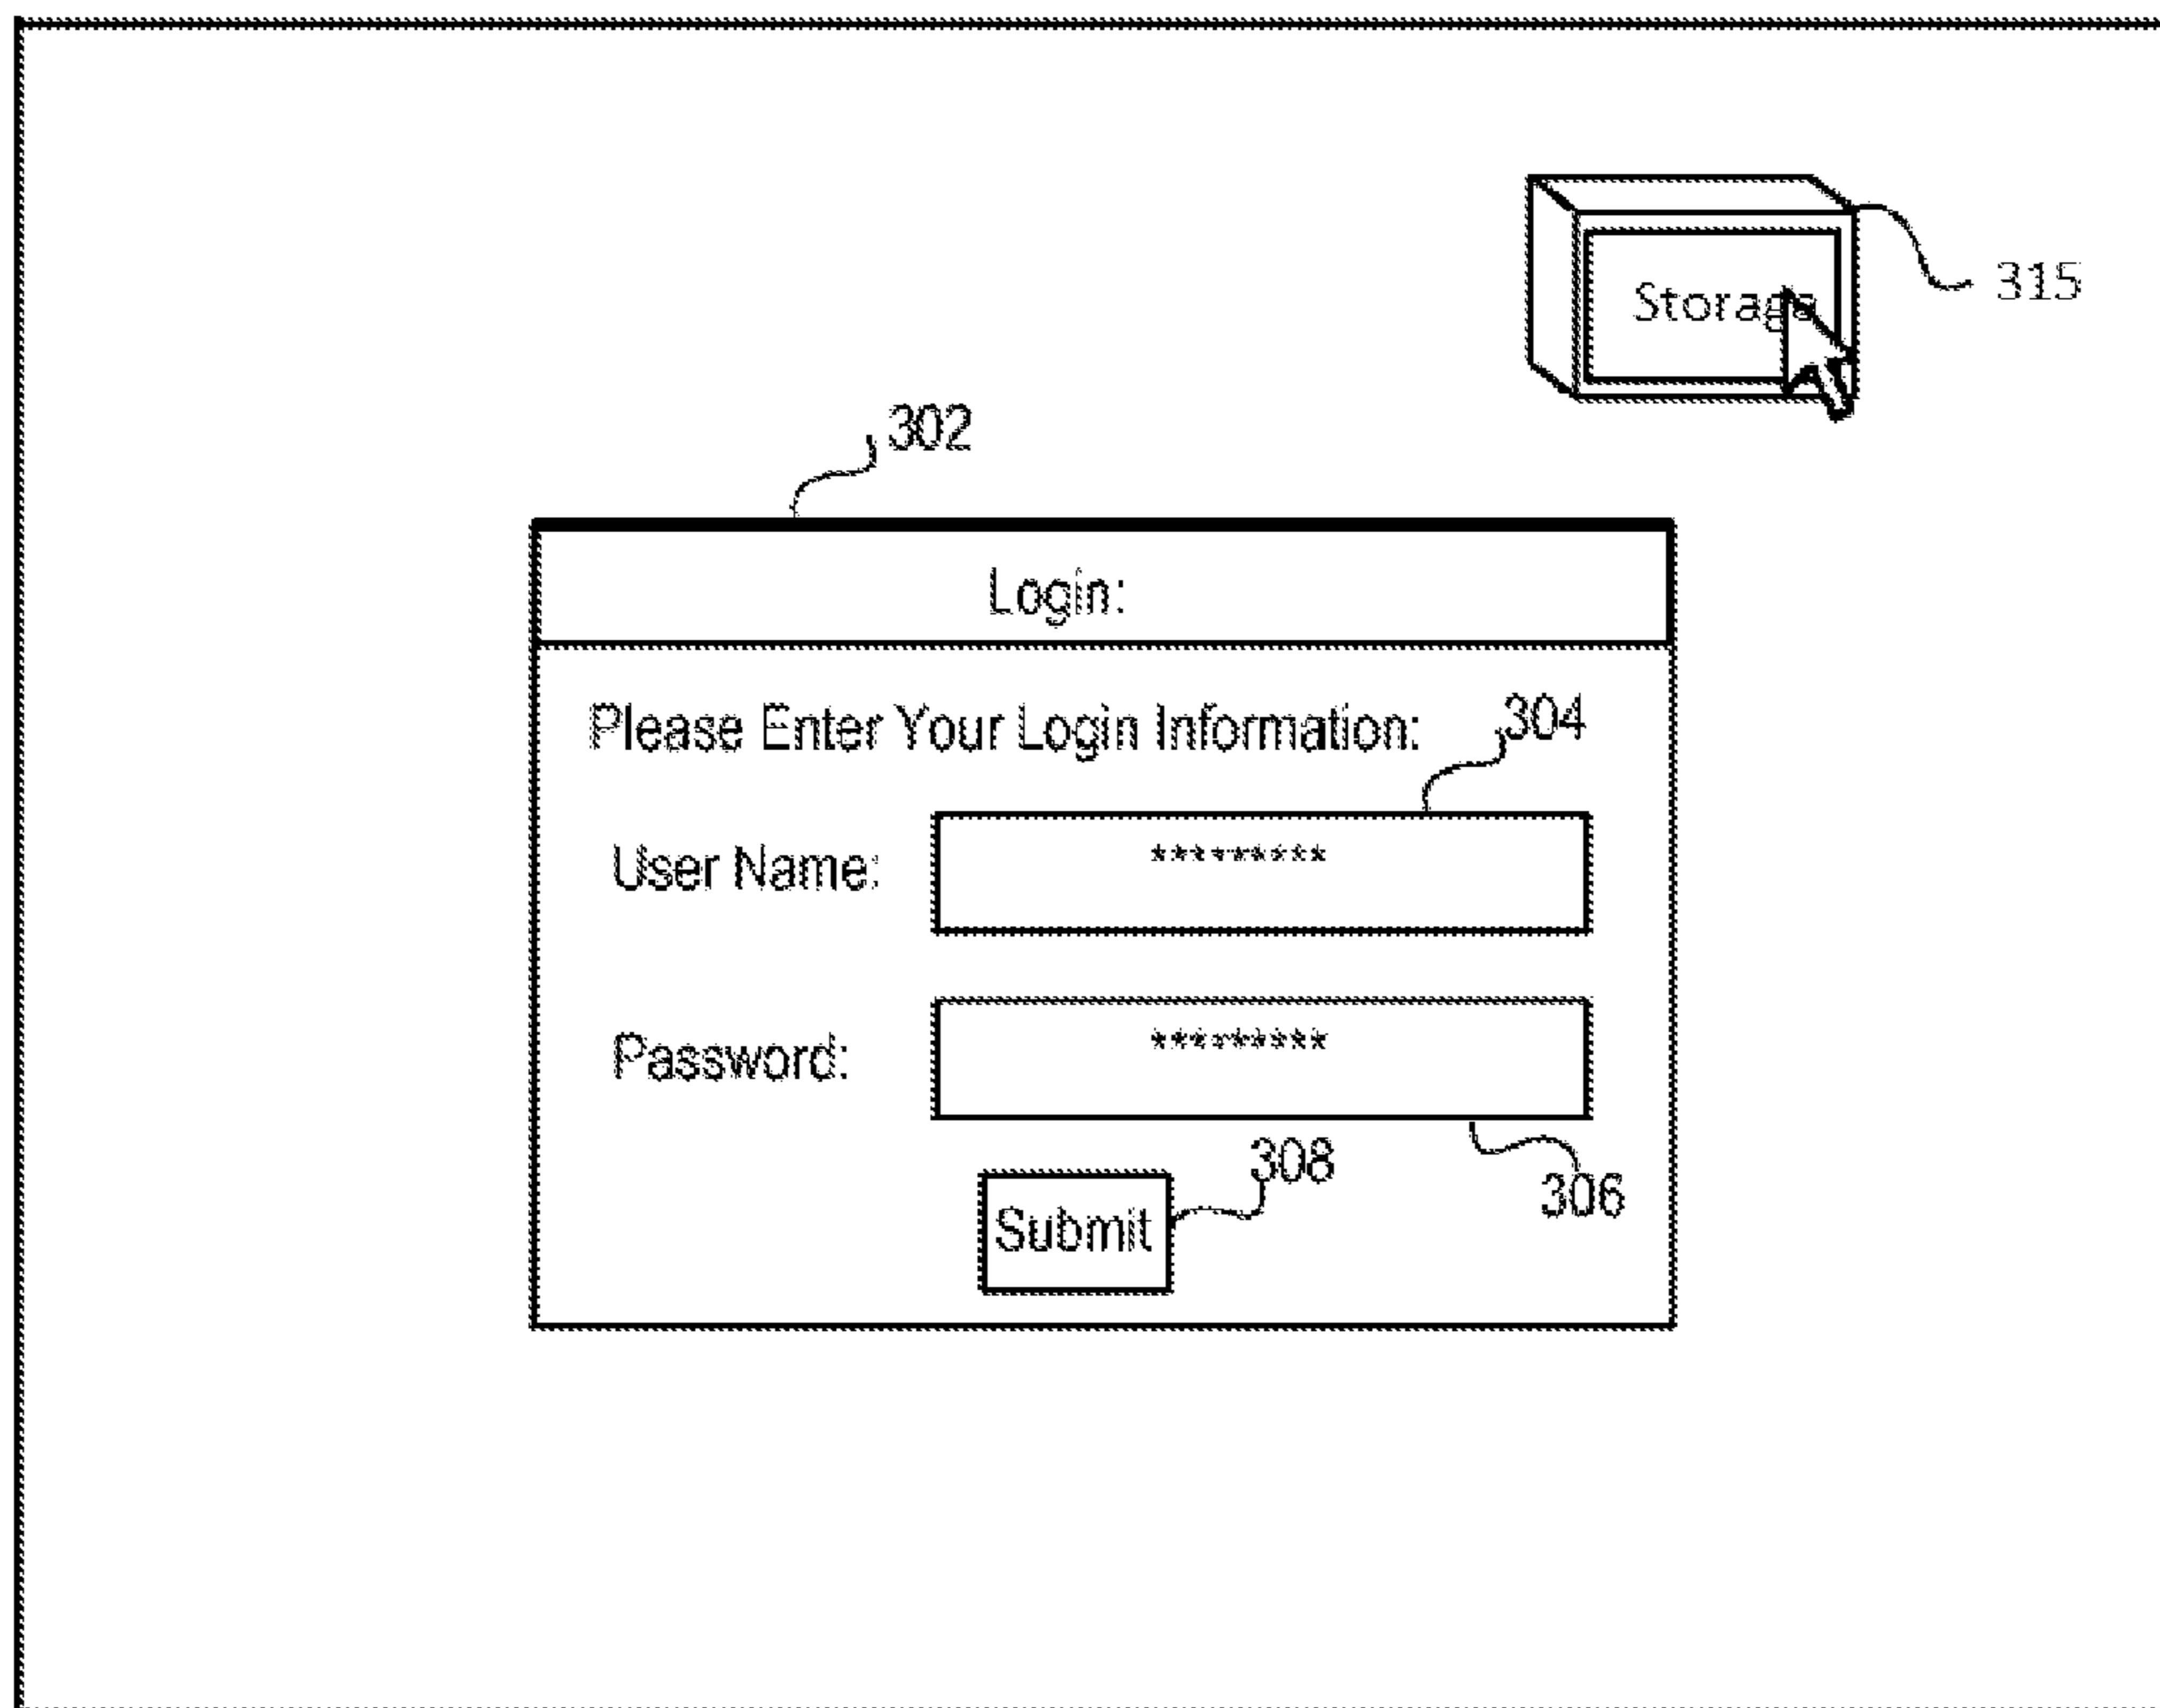 315
Storage
302
Login:
Please Enter Your Login Information:
304
User Name: *********
Password: *********
308
306
Submit